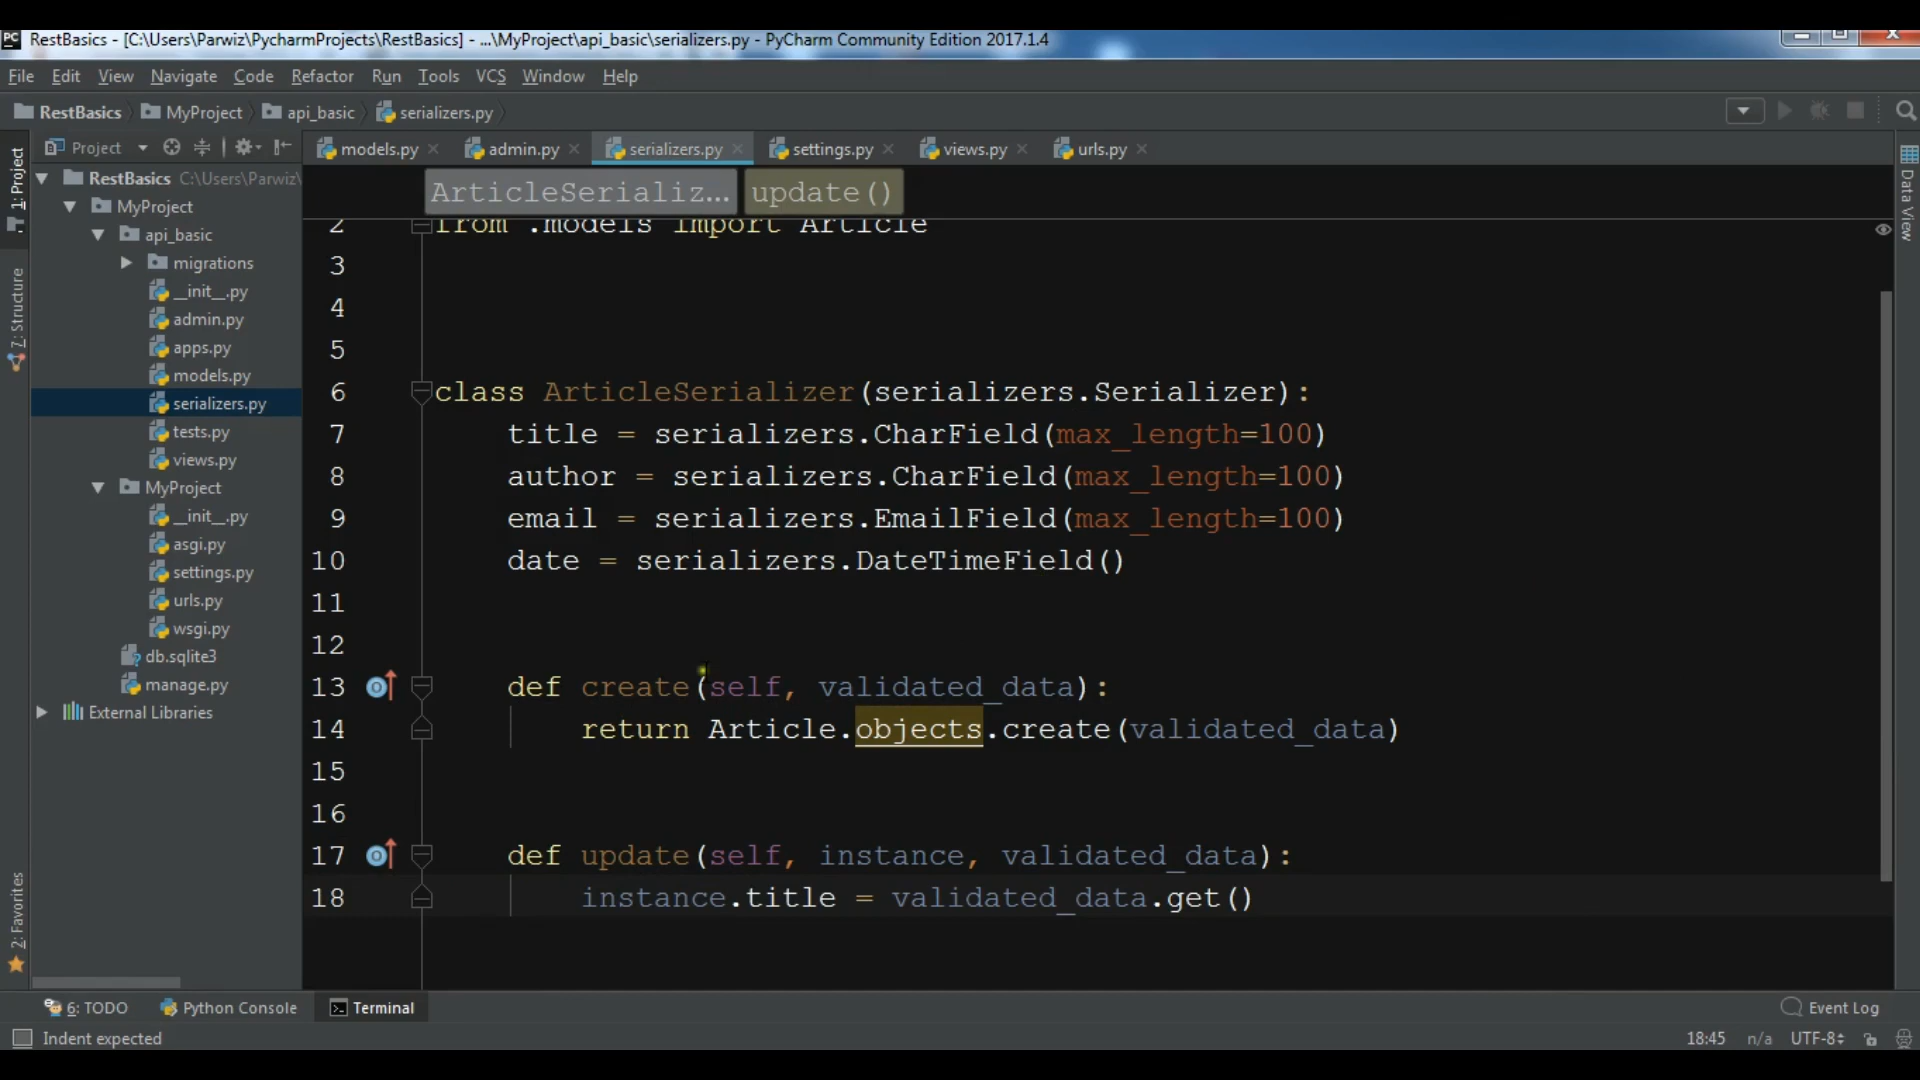 RestBasics - [C:\Users\Parwiz\PycharmProjects\RestBasics] - ...\MyProject\api_basic\serializers.py - PyCharm Community Edition 2017.1.4
File Edit View Navigate Code Refactor Run Tools VCS Window Help
RestBasics MyProject api_basic serializers.py
1: Project
Project
models.py admin.py serializers.py settings.py views.py urls.py
RestBasics C:\Users\Parwiz\
MyProject
api_basic
migrations
__init__.py
admin.py
apps.py
models.py
serializers.py
tests.py
views.py
MyProject
__init__.py
asgi.py
settings.py
urls.py
wsgi.py
db.sqlite3
manage.py
External Libraries
7: Structure
2: Favorites
Data View
ArticleSerializ... update()
2 from .models import Article
3
4
5
6 class ArticleSerializer(serializers.Serializer):
7 title = serializers.CharField(max_length=100)
8 author = serializers.CharField(max_length=100)
9 email = serializers.EmailField(max_length=100)
10 date = serializers.DateTimeField()
11
12
13 def create(self, validated_data):
14 return Article.objects.create(validated_data)
15
16
17 def update(self, instance, validated_data):
18 instance.title = validated_data.get()
6: TODO Python Console Terminal Event Log
Indent expected 18:45 n/a UTF-8